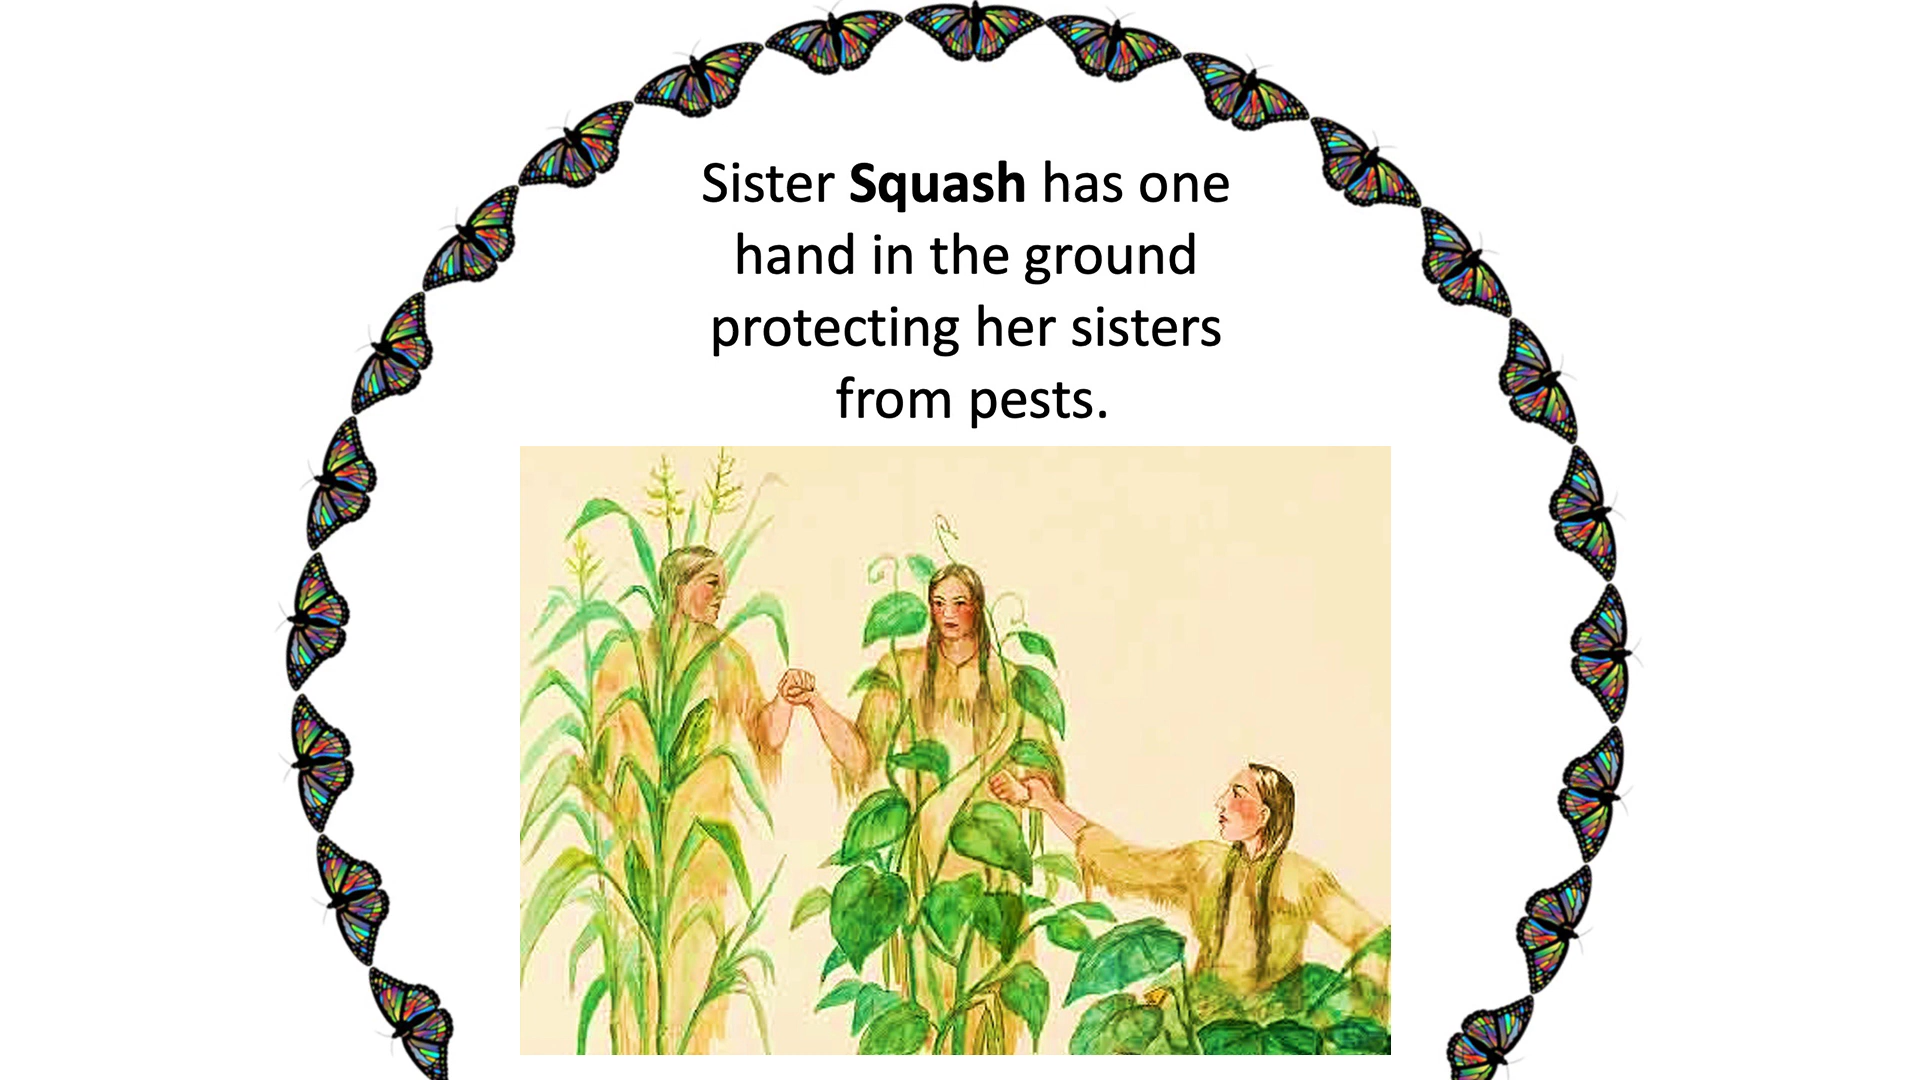 Sister Squash has one
hand in the ground
protecting her sisters
from pests.